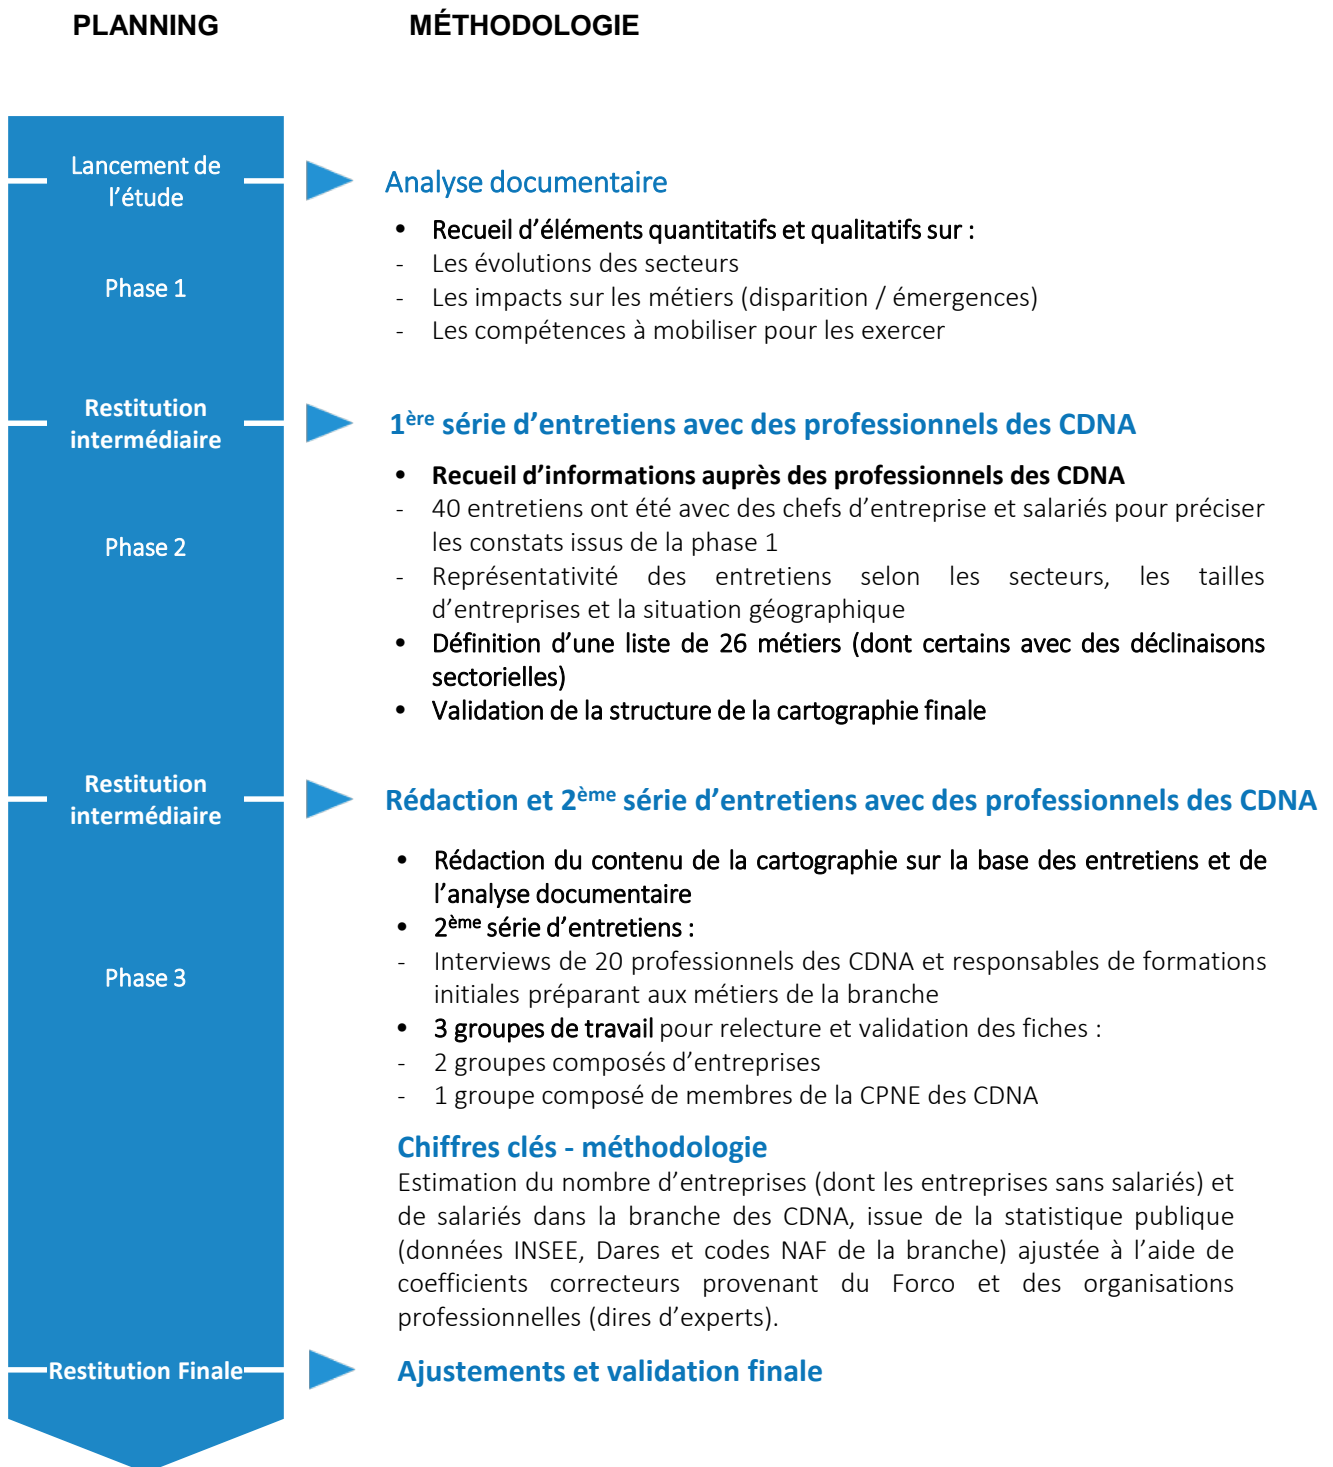 PLANNING
MÉTHODOLOGIE
Lancement de
l’étude
Analyse documentaire
• Recueil d’éléments quantitatifs et qualitatifs sur :
- Les évolutions des secteurs
Phase 1
- Les impacts sur les métiers (disparition / émergences)
- Les compétences à mobiliser pour les exercer
Restitution
intermédiaire
1ère série d’entretiens avec des professionnels des CDNA
• Recueil d’informations auprès des professionnels des CDNA
- 40 entretiens ont été avec des chefs d’entreprise et salariés pour préciser
les constats issus de la phase 1
Phase 2
- Représentativité des entretiens selon les secteurs, les tailles
d’entreprises et la situation géographique
• Définition d’une liste de 26 métiers (dont certains avec des déclinaisons
sectorielles)
• Validation de la structure de la cartographie finale
Restitution
intermédiaire
Rédaction et 2ème série d’entretiens avec des professionnels des CDNA
• Rédaction du contenu de la cartographie sur la base des entretiens et de
l’analyse documentaire
• 2ème série d’entretiens :
- Interviews de 20 professionnels des CDNA et responsables de formations
initiales préparant aux métiers de la branche
Phase 3
• 3 groupes de travail pour relecture et validation des fiches :
- 2 groupes composés d’entreprises
- 1 groupe composé de membres de la CPNE des CDNA
Chiffres clés - méthodologie
Estimation du nombre d’entreprises (dont les entreprises sans salariés) et
de salariés dans la branche des CDNA, issue de la statistique publique
(données INSEE, Dares et codes NAF de la branche) ajustée à l’aide de
coefficients correcteurs provenant du Forco et des organisations
professionnelles (dires d’experts).
Restitution Finale
Ajustements et validation finale